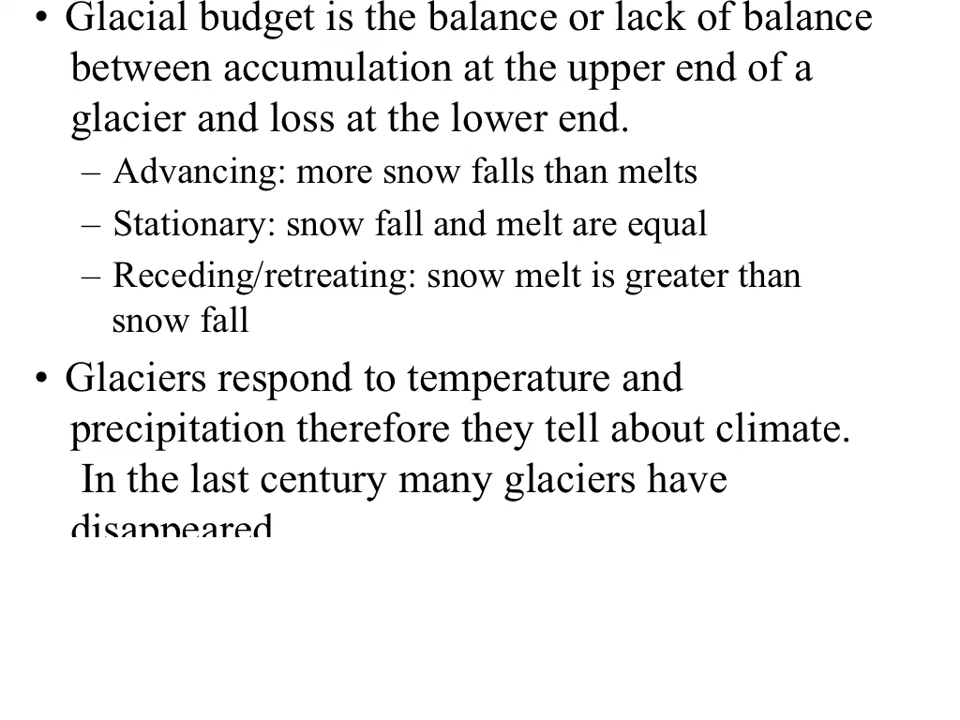 • Glacial budget is the balance or lack of balance
between accumulation at the upper end of a
glacier and loss at the lower end.
– Advancing: more snow falls than melts
– Stationary: snow fall and melt are equal
– Receding/retreating: snow melt is greater than
snow fall
• Glaciers respond to temperature and
precipitation therefore they tell about climate.
In the last century many glaciers have
disappeared